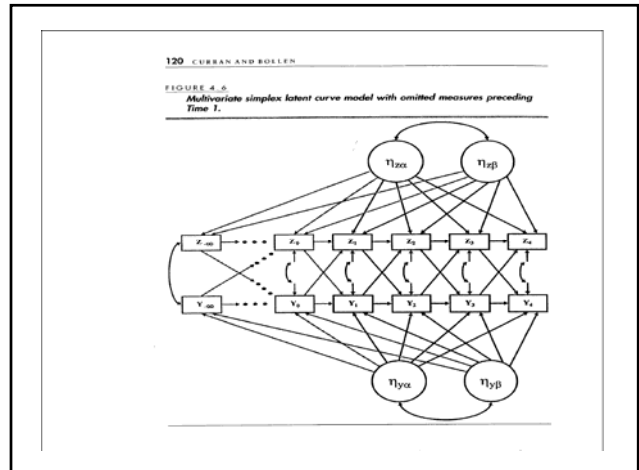 120 CURRAN AND BOLLEN
FIGURE 4.6
Multivariate simplex latent curve model with omitted measures preceding
Time 1.
ηzα ηzβ
Z-∞ Z0 Z1 Z2 Z3 Z4
Y-∞ Y0 Y1 Y2 Y3 Y4
ηyα ηyβ